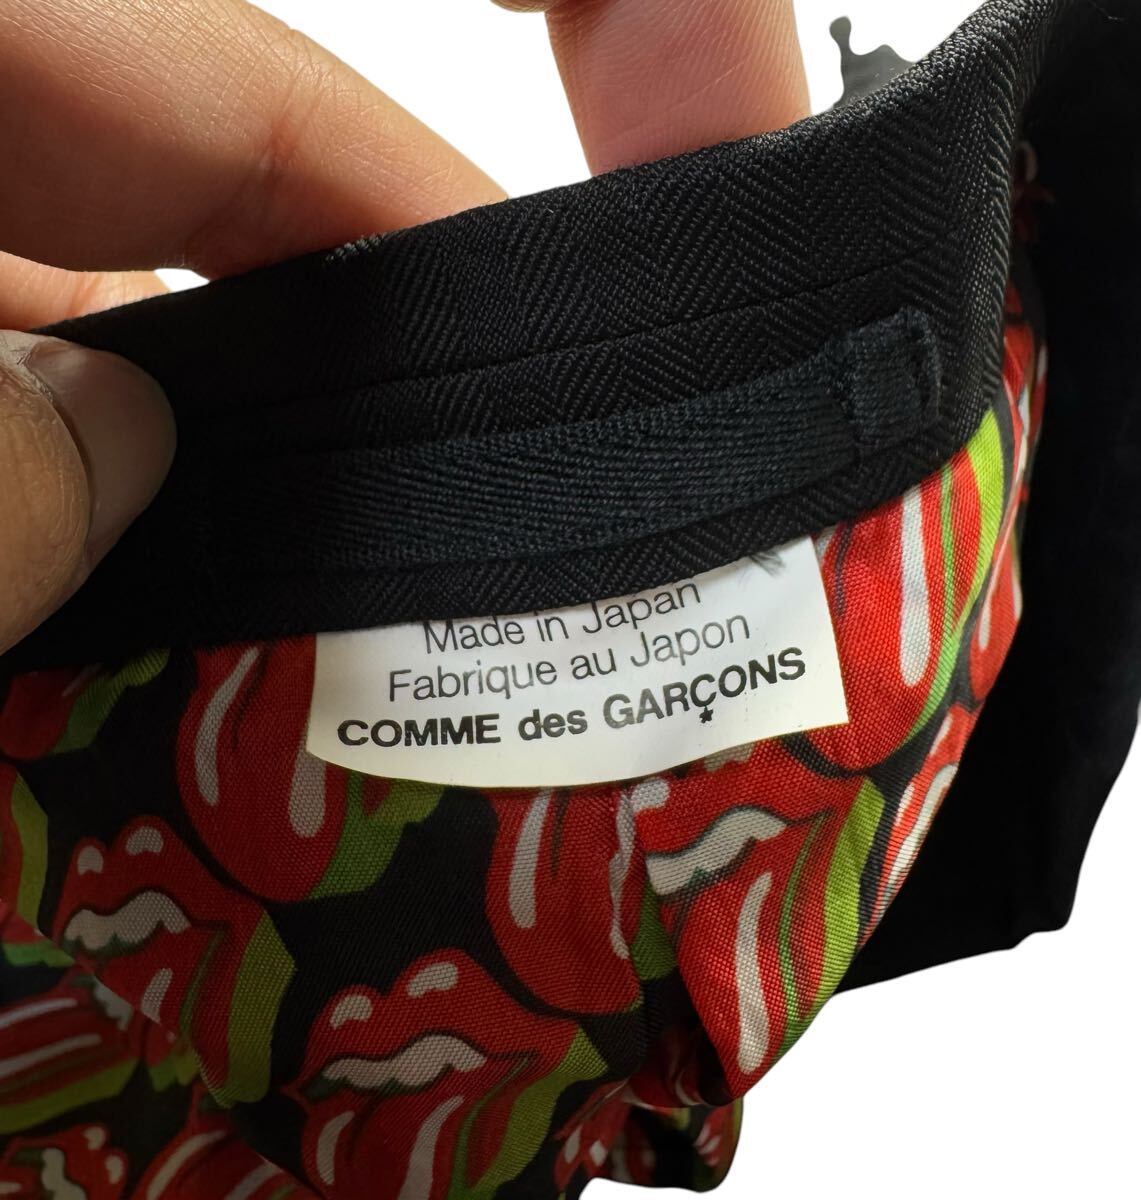 Made in Japan
Fabrique au Japon
COMME des GARÇONS